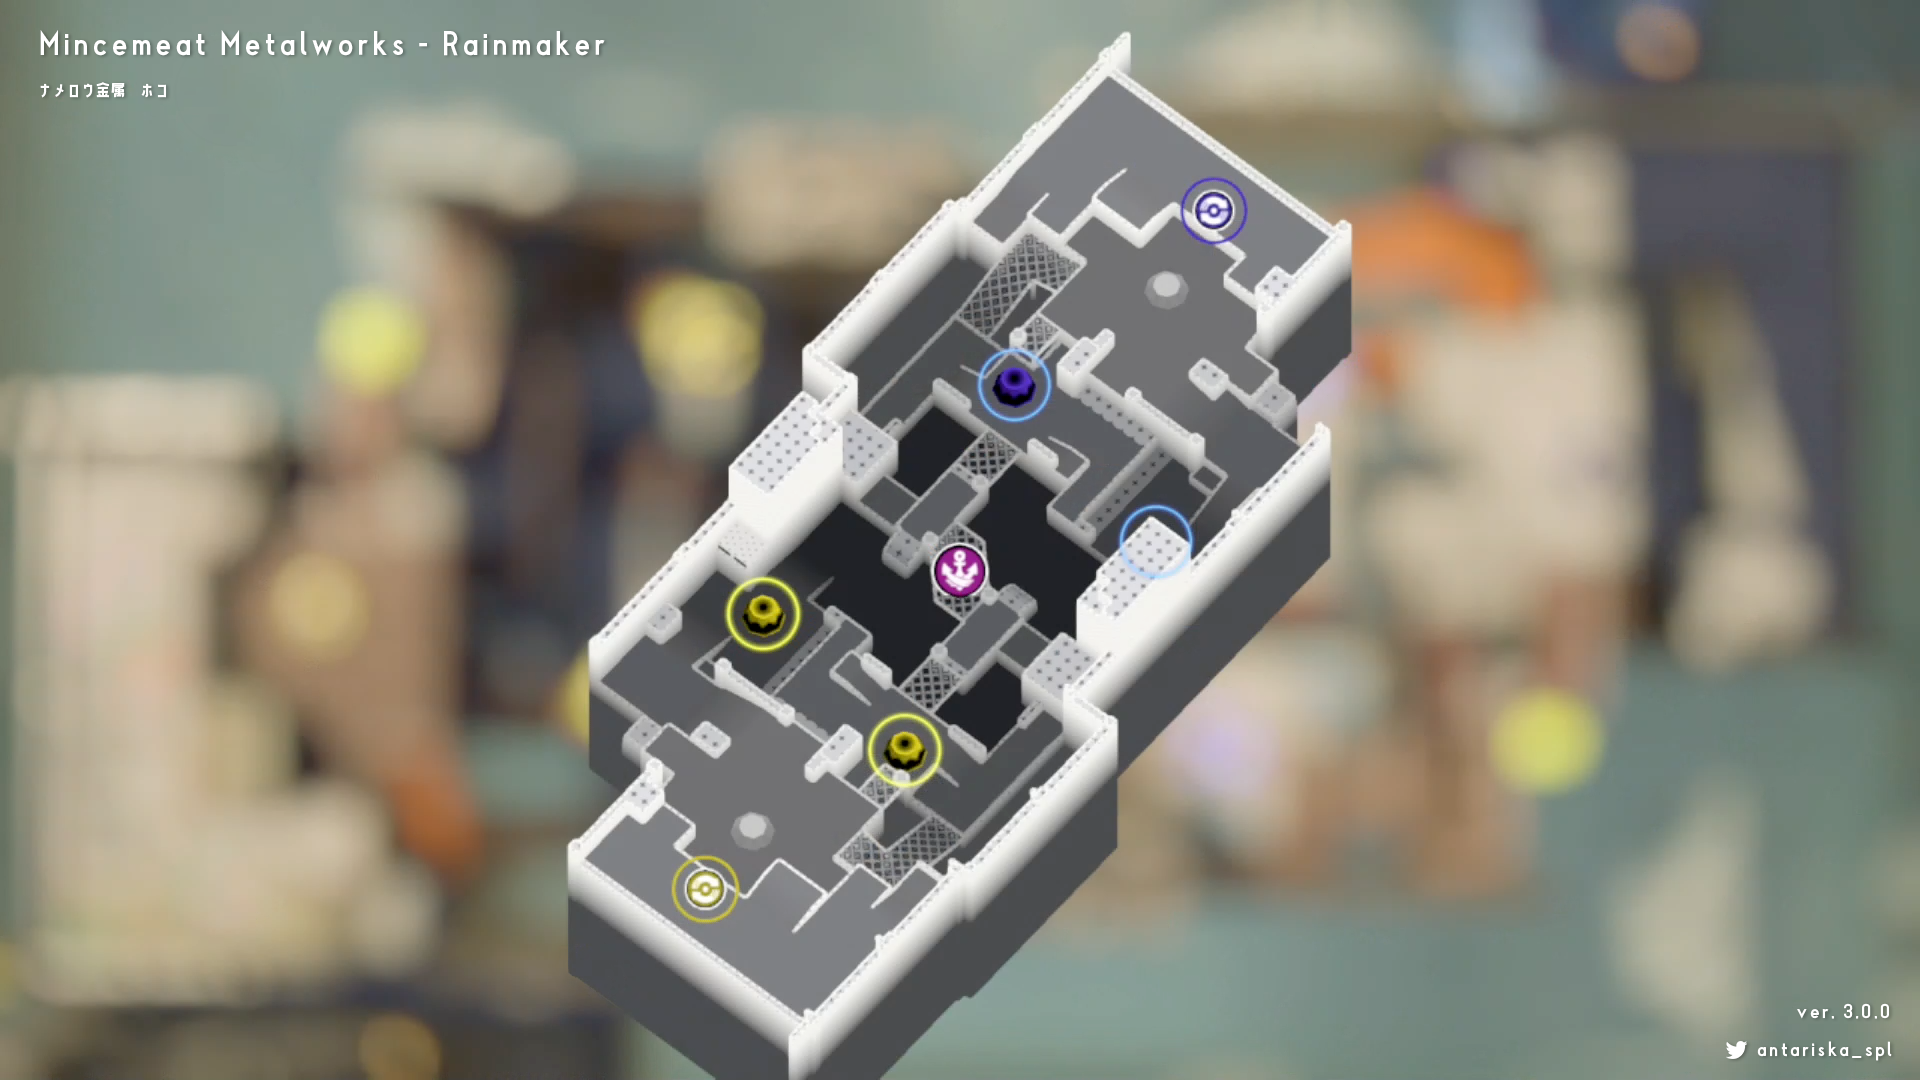 Mincemeat Metalworks - Rainmaker
ナメロウ金属 ホコ
ver. 3.0.0
antariska_spl